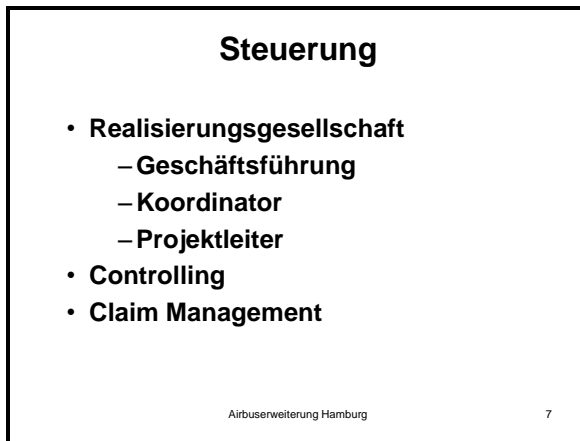 Steuerung
• Realisierungsgesellschaft
– Geschäftsführung
– Koordinator
– Projektleiter
• Controlling
• Claim Management
Airbuserweiterung Hamburg 7